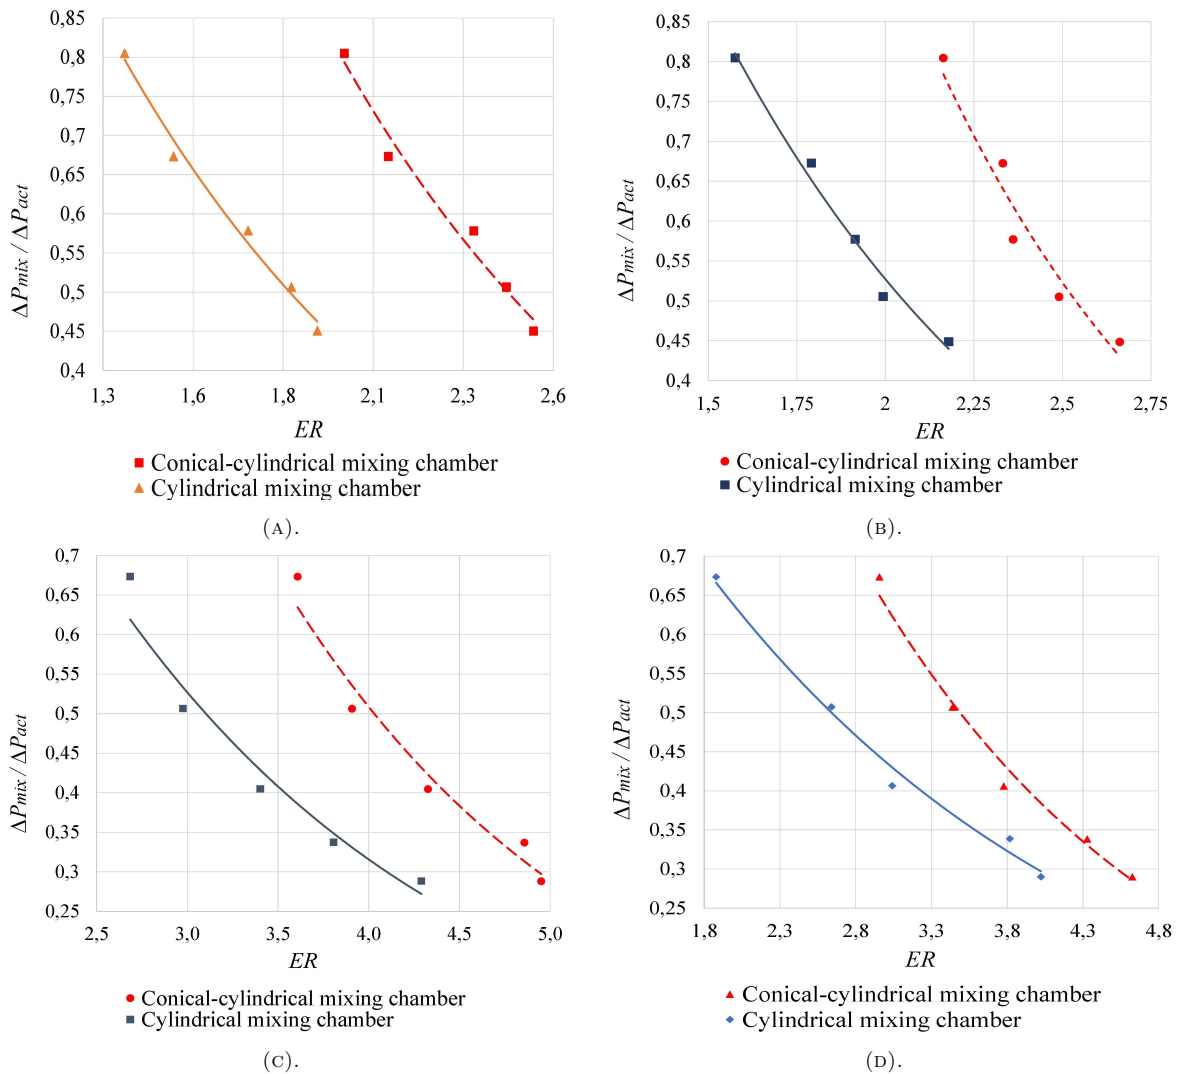 0,85
0,8
0,75
0,7
0,65
0,6
0,55
0,5
0,45
0,4
ΔPmix / ΔPact
1,3 1,6 1,8 2,1 2,3 2,6
ER
Conical-cylindrical mixing chamber
Cylindrical mixing chamber
(A).
0,85
0,8
0,75
0,7
0,65
0,6
0,55
0,5
0,45
0,4
ΔPmix / ΔPact
1,5 1,75 2 2,25 2,5 2,75
ER
Conical-cylindrical mixing chamber
Cylindrical mixing chamber
(B).
0,7
0,65
0,6
0,55
0,5
0,45
0,4
0,35
0,3
0,25
ΔPmix / ΔPact
2,5 3,0 3,5 4,0 4,5 5,0
ER
Conical-cylindrical mixing chamber
Cylindrical mixing chamber
(C).
0,7
0,65
0,6
0,55
0,5
0,45
0,4
0,35
0,3
0,25
ΔPmix / ΔPact
1,8 2,3 2,8 3,3 3,8 4,3 4,8
ER
Conical-cylindrical mixing chamber
Cylindrical mixing chamber
(D).